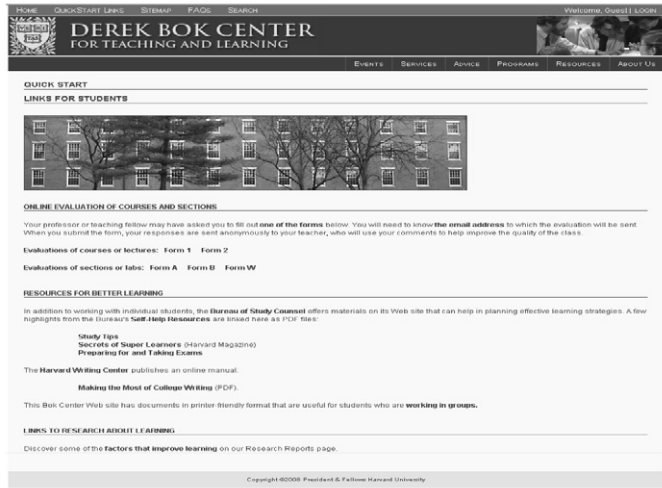 HOME QUICK START LINKS SITEMAP FAQS SEARCH Welcome, Guest | LOGIN
DEREK BOK CENTER
FOR TEACHING AND LEARNING
EVENTS SERVICES ADVICE PROGRAMS RESOURCES ABOUT US
QUICK START
LINKS FOR STUDENTS
ONLINE EVALUATION OF COURSES AND SECTIONS
Your professor or teaching fellow may have asked you to fill out one of the forms below. You will need to know the email address to which the evaluation will be sent.
When you submit the form, your responses are sent anonymously to your teacher, who will use your comments to help improve the quality of the class.
Evaluations of courses or lectures: Form 1 Form 2
Evaluations of sections or labs: Form A Form B Form W
RESOURCES FOR BETTER LEARNING
In addition to working with individual students, the Bureau of Study Counsel offers materials on its Web site that can help in planning effective learning strategies. A few
highlights from the Bureau's Self-Help Resources are linked here as PDF files:
Study Tips
Secrets of Super Learners (Harvard Magazine)
Preparing for and Taking Exams
The Harvard Writing Center publishes an online manual:
Making the Most of College Writing (PDF).
This Bok Center Web site has documents in printer-friendly format that are useful for students who are working in groups.
LINKS TO RESEARCH ABOUT LEARNING
Discover some of the factors that improve learning on our Research Reports page.
Copyright ©2006 President & Fellows Harvard University